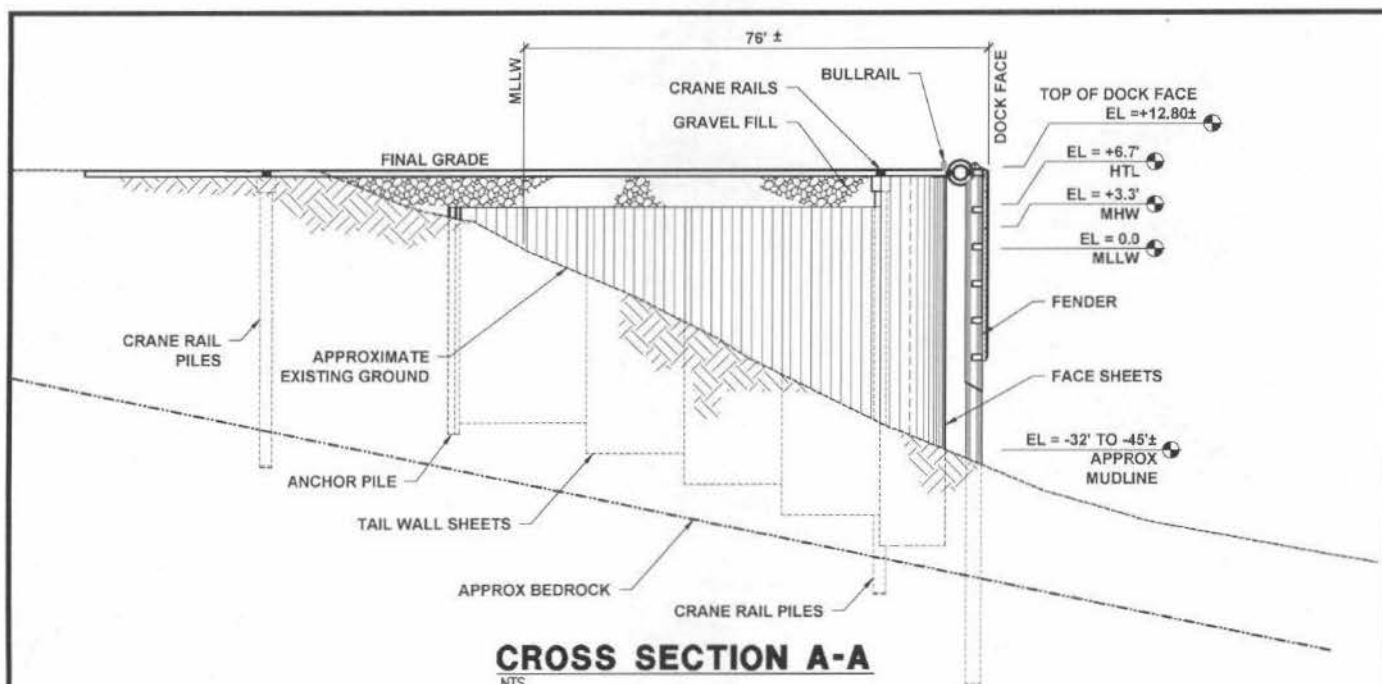 76' ±
MLLW
DOCK FACE
BULLRAIL
CRANE RAILS
GRAVEL FILL
TOP OF DOCK FACE
EL =+12.80±
FINAL GRADE
EL = +6.7'
HTL
EL = +3.3'
MHW
EL = 0.0
MLLW
FENDER
CRANE RAIL
PILES
APPROXIMATE
EXISTING GROUND
FACE SHEETS
EL = -32' TO -45'±
APPROX
MUDLINE
ANCHOR PILE
TAIL WALL SHEETS
APPROX BEDROCK
CRANE RAIL PILES
CROSS SECTION A-A
NTS